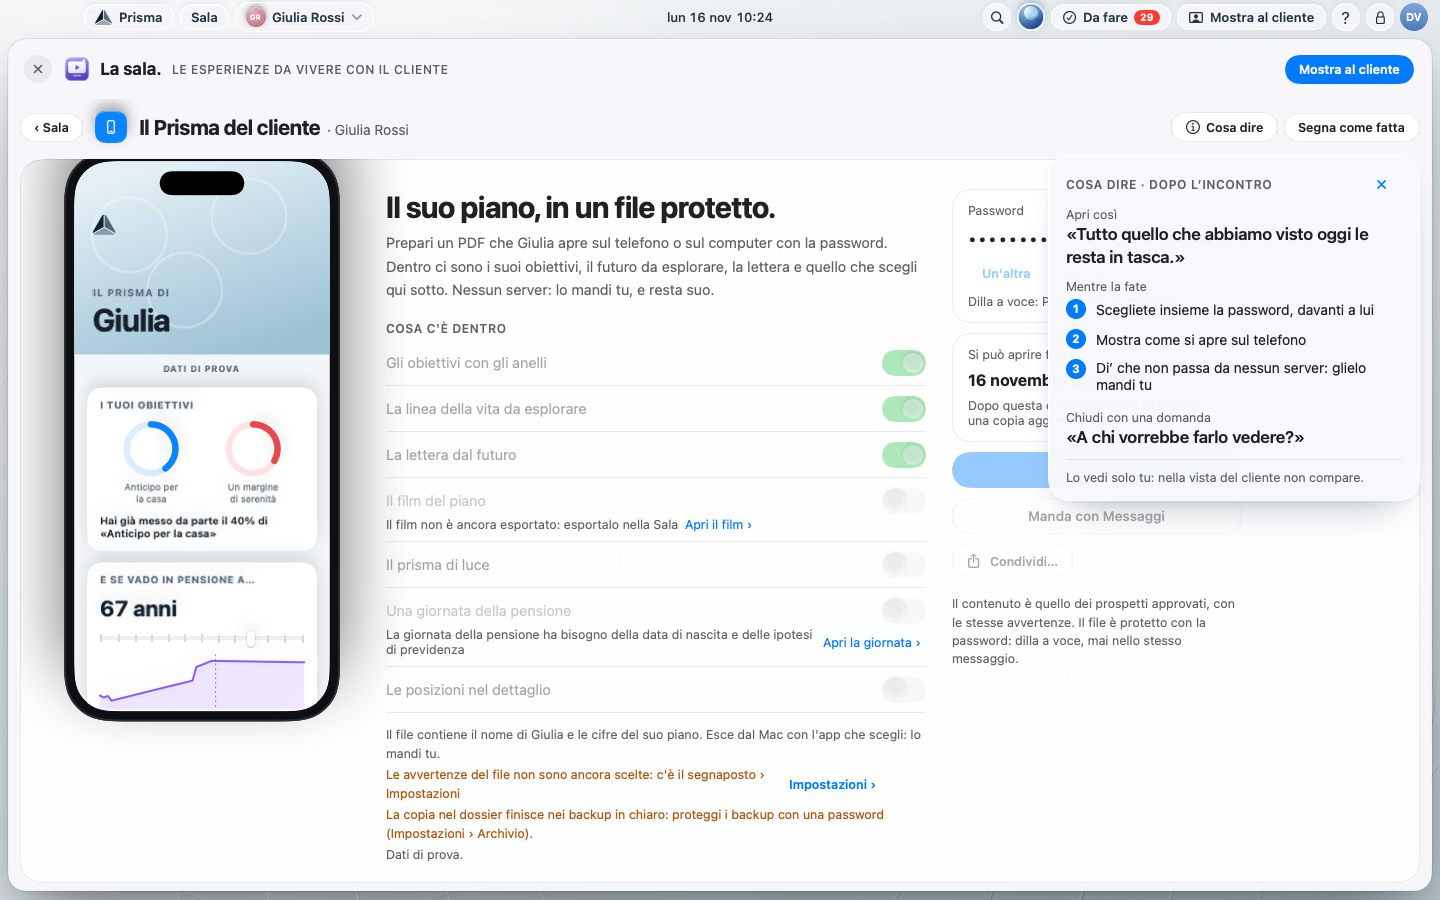 Prisma
Sala
GR
Giulia Rossi
lun 16 nov 10:24
Da fare 29
Mostra al cliente
?
DV
La sala.
LE ESPERIENZE DA VIVERE CON IL CLIENTE
Mostra al cliente
‹ Sala
Il Prisma del cliente · Giulia Rossi
Cosa dire
Segna come fatta
IL PRISMA DI
Giulia
DATI DI PROVA
I TUOI OBIETTIVI
Anticipo per
la casa
Un margine
di serenità
Hai già messo da parte il 40% di
«Anticipo per la casa»
E SE VADO IN PENSIONE A...
67 anni
Il suo piano, in un file protetto.
Prepari un PDF che Giulia apre sul telefono o sul computer con la password.
Dentro ci sono i suoi obiettivi, il futuro da esplorare, la lettera e quello che scegli
qui sotto. Nessun server: lo mandi tu, e resta suo.
COSA C'È DENTRO
Gli obiettivi con gli anelli
La linea della vita da esplorare
La lettera dal futuro
Il film del piano
Il film non è ancora esportato: esportalo nella Sala Apri il film ›
Il prisma di luce
Una giornata della pensione
La giornata della pensione ha bisogno della data di nascita e delle ipotesi
di previdenza
Apri la giornata ›
Le posizioni nel dettaglio
Il file contiene il nome di Giulia e le cifre del suo piano. Esce dal Mac con l'app che scegli: lo
mandi tu.
Le avvertenze del file non sono ancora scelte: c'è il segnaposto ›
Impostazioni
Impostazioni ›
La copia nel dossier finisce nei backup in chiaro: proteggi i backup con una password
(Impostazioni › Archivio).
Dati di prova.
Password
Un'altra
Dilla a voce:
Si può aprire
16
Dopo questa
una copia
Manda con Messaggi
Condividi...
Il contenuto è quello dei prospetti approvati, con
le stesse avvertenze. Il file è protetto con la
password: dilla a voce, mai nello stesso
messaggio.
COSA DIRE · DOPO L'INCONTRO
Apri così
«Tutto quello che abbiamo visto oggi le
resta in tasca.»
Mentre la fate
1 Scegliete insieme la password, davanti a lui
2 Mostra come si apre sul telefono
3 Di' che non passa da nessun server: glielo
mandi tu
Chiudi con una domanda
«A chi vorrebbe farlo vedere?»
Lo vedi solo tu: nella vista del cliente non compare.